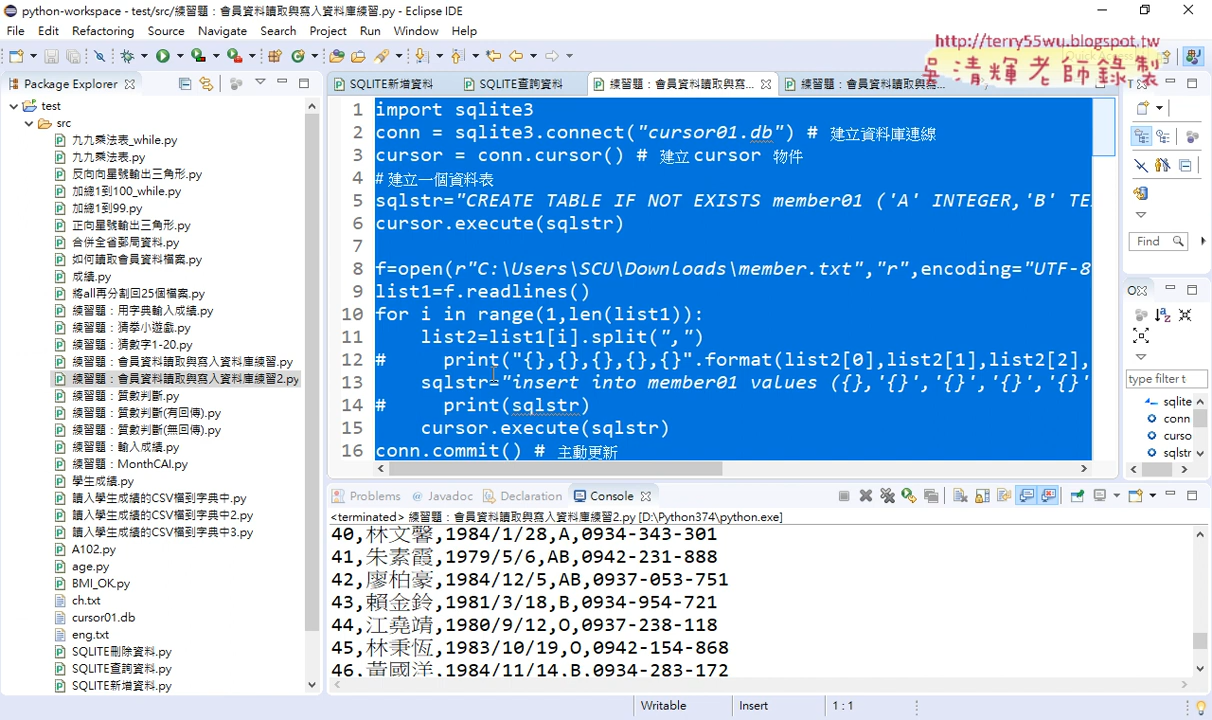 python-workspace - test/src/練習題：會員資料讀取與寫入資料庫練習.py - Eclipse IDE
File Edit Refactoring Source Navigate Search Project Run Window Help
http://terry55wu.blogspot.tw
吳清輝老師錄製
Package Explorer
SQLITE新增資料
SQLITE查詢資料
練習題：會員資料讀取與寫...
練習題：會員資料讀取與寫...
test
src
九九乘法表_while.py
九九乘法表.py
反向向星號輸出三角形.py
加總1到100_while.py
加總1到99.py
正向星號輸出三角形.py
合併全省郵局資料.py
如何讀取會員資料檔案.py
成績.py
將all再分割回25個檔案.py
練習題：用字典輸入成績.py
練習題：猜拳小遊戲.py
練習題：猜數字1-20.py
練習題：會員資料讀取與寫入資料庫練習.py
練習題：會員資料讀取與寫入資料庫練習2.py
練習題：質數判斷.py
練習題：質數判斷(有回傳).py
練習題：質數判斷(無回傳).py
練習題：輸入成績.py
練習題：MonthCAl.py
學生成績.py
讀入學生成績的CSV檔到字典中.py
讀入學生成績的CSV檔到字典中2.py
讀入學生成績的CSV檔到字典中3.py
A102.py
age.py
BMI_OK.py
ch.txt
cursor01.db
eng.txt
SQLITE刪除資料.py
SQLITE查詢資料.py
SQLITE新增資料.py
1 import sqlite3
2 conn = sqlite3.connect("cursor01.db") # 建立資料庫連線
3 cursor = conn.cursor() # 建立 cursor 物件
4 # 建立一個資料表
5 sqlstr="CREATE TABLE IF NOT EXISTS member01 ('A' INTEGER,'B' TE
6 cursor.execute(sqlstr)
7
8 f=open(r"C:\Users\SCU\Downloads\member.txt","r",encoding="UTF-8
9 list1=f.readlines()
10 for i in range(1,len(list1)):
11 list2=list1[i].split(",")
12 # print("{},{},{},{},{}".format(list2[0],list2[1],list2[2],
13 sqlstr="insert into member01 values ({},'{}','{}','{}','{}'
14 # print(sqlstr)
15 cursor.execute(sqlstr)
16 conn.commit() # 主動更新
Find
type filter t
sqlite
conn
curso
sqlstr
Problems Javadoc Declaration Console
<terminated> 練習題：會員資料讀取與寫入資料庫練習2.py [D:\Python374\python.exe]
40,林文馨,1984/1/28,A,0934-343-301
41,朱素霞,1979/5/6,AB,0942-231-888
42,廖柏豪,1984/12/5,AB,0937-053-751
43,賴金鈴,1981/3/18,B,0934-954-721
44,江堯靖,1980/9/12,O,0937-238-118
45,林秉恆,1983/10/19,O,0942-154-868
46,黃國洋,1984/11/14,B,0934-283-172
Writable Insert 1 : 1